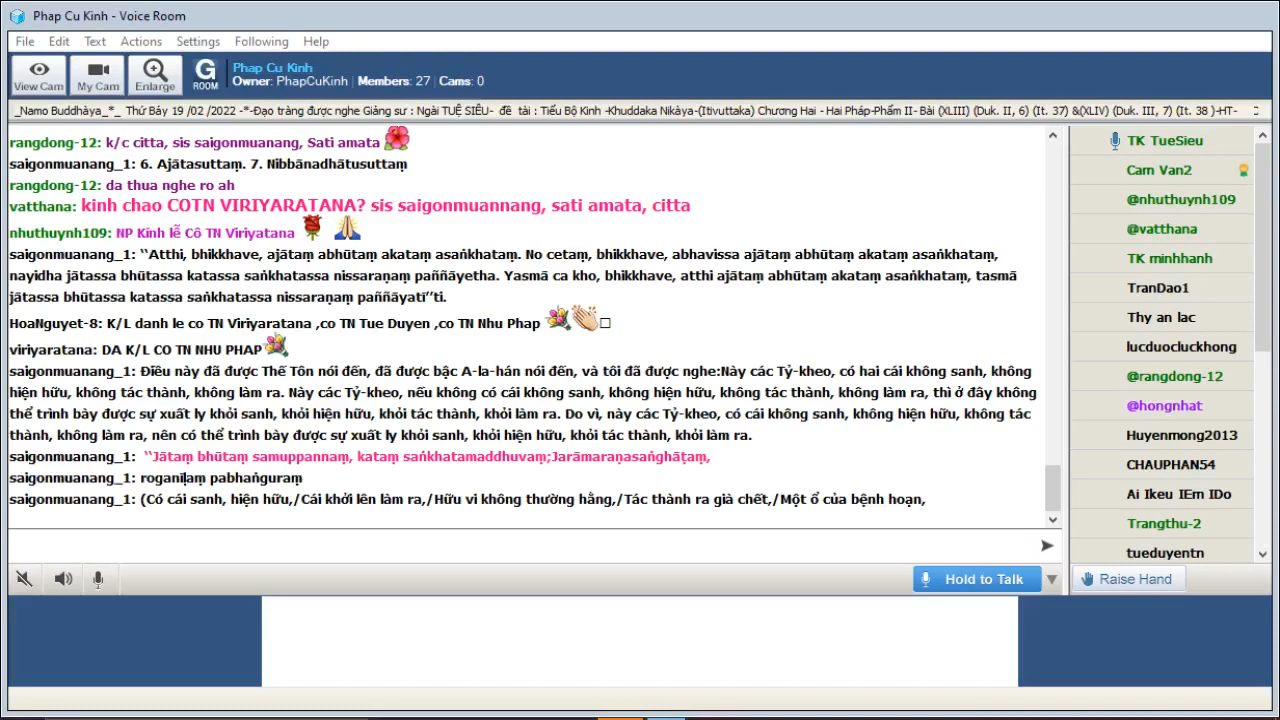 Phap Cu Kinh - Voice Room
File Edit Text Actions Settings Following Help
View Cam My Cam Enlarge G ROOM
Phap Cu Kinh
Owner: PhapCuKinh | Members: 27 | Cams: 0
_Namo Buddhàya_*_ Thứ Bảy 19 /02 /2022 -*-Đạo tràng được nghe Giảng sư : Ngài TUỆ SIÊU- đề tài : Tiểu Bộ Kinh -Khuddaka Nikàya-(Itivuttaka) Chương Hai - Hai Pháp-Phẩm II- Bài (XLIII) (Duk. II, 6) (It. 37) &(XLIV) (Duk. III, 7) (It. 38 )-HT-
rangdong-12: k/c citta, sis saigonmuanang, Sati amata
saigonmuanang_1: 6. Ajātasuttaṃ. 7. Nibbānadhātusuttaṃ
rangdong-12: da thua nghe ro ah
vatthana: kinh chao COTN VIRIYARATANA? sis saigonmuannang, sati amata, citta
nhuthuynh109: NP Kính lễ Cô TN Viriyatana
saigonmuanang_1: ‘‘Atthi, bhikkhave, ajātaṃ abhūtaṃ akataṃ asaṅkhataṃ. No cetaṃ, bhikkhave, abhavissa ajātaṃ abhūtaṃ akataṃ asaṅkhataṃ,
nayidha jātassa bhūtassa katassa saṅkhatassa nissaraṇaṃ paññāyetha. Yasmā ca kho, bhikkhave, atthi ajātaṃ abhūtaṃ akataṃ asaṅkhataṃ, tasmā
jātassa bhūtassa katassa saṅkhatassa nissaraṇaṃ paññāyatī’’ti.
HoaNguyet-8: K/L danh le co TN Viriyaratana ,co TN Tue Duyen ,co TN Nhu Phap
viriyaratana: DA K/L CO TN NHU PHAP
saigonmuanang_1: Điều này đã được Thế Tôn nói đến, đã được bậc A-la-hán nói đến, và tôi đã được nghe:Này các Tỷ-kheo, có hai cái không sanh, không
hiện hữu, không tác thành, không làm ra. Này các Tỷ-kheo, nếu không có cái không sanh, không hiện hữu, không tác thành, không làm ra, thì ở đây không
thể trình bày được sự xuất ly khỏi sanh, khỏi hiện hữu, khỏi tác thành, khỏi làm ra. Do vì, này các Tỷ-kheo, có cái không sanh, không hiện hữu, không tác
thành, không làm ra, nên có thể trình bày được sự xuất ly khỏi sanh, khỏi hiện hữu, khỏi tác thành, khỏi làm ra.
saigonmuanang_1: ‘‘Jātaṃ bhūtaṃ samuppannaṃ, kataṃ saṅkhatamaddhuvaṃ;Jarāmaraṇasaṅghāṭaṃ,
saigonmuanang_1: roganīḷaṃ pabhaṅguraṃ
saigonmuanang_1: (Có cái sanh, hiện hữu,/Cái khởi lên làm ra,/Hữu vi không thường hằng,/Tác thành ra già chết,/Một ổ của bệnh hoạn,
Hold to Talk
TK TueSieu
Cam Van2
@nhuthuynh109
@vatthana
TK minhhanh
TranDao1
Thy an lac
lucduocluckhong
@rangdong-12
@hongnhat
Huyenmong2013
CHAUPHAN54
Ai Ikeu IEm IDo
Trangthu-2
tueduyentn
Raise Hand